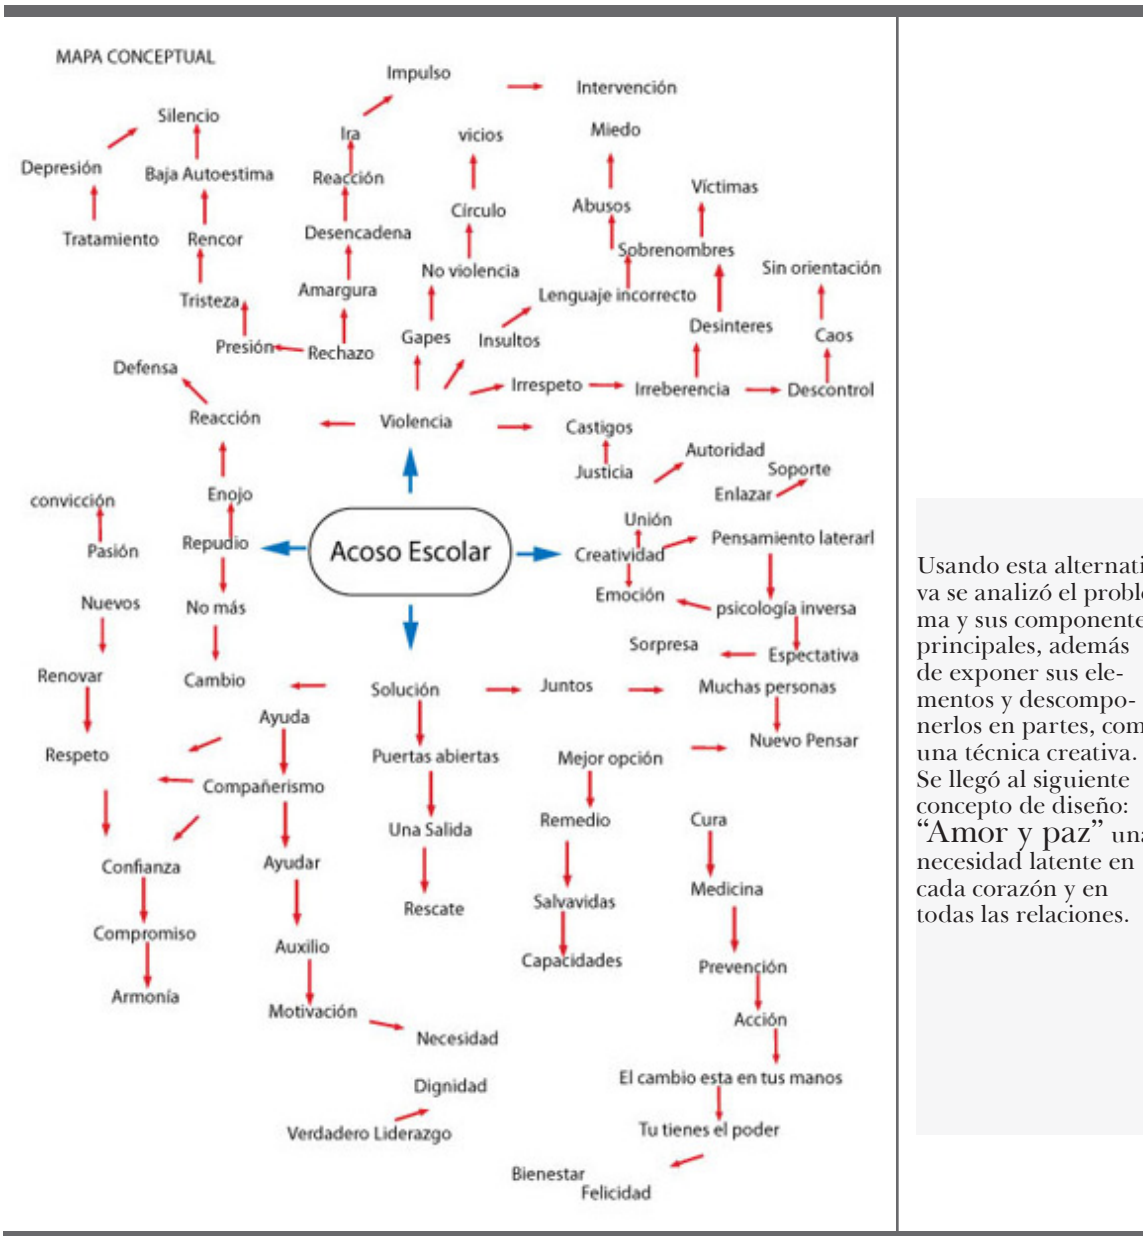 MAPA CONCEPTUAL
Impulso
Intervención
Silencio
Ira
vicios
Miedo
Depresión
Baja Autoestima
Reacción
Víctimas
Círculo
Abusos
Tratamiento
Rencor
Desencadena
Sobrenombres
No violencia
Sin orientación
Tristeza
Amargura
Lenguaje incorrecto
Desinteres
Gapes
Insultos
Caos
Presión
Rechazo
Defensa
Irrespeto
Irreberencia
Descontrol
Reacción
Violencia
Castigos
Autoridad
Justicia
Soporte
Enlazar
convicción
Enojo
Unión
Pensamiento laterarl
Pasión
Repudio
Acoso Escolar
Creatividad
Nuevos
No más
Emoción
psicología inversa
Sorpresa
Espectativa
Renovar
Cambio
Solución
Juntos
Muchas personas
Ayuda
Respeto
Puertas abiertas
Mejor opción
Nuevo Pensar
Compañerismo
Una Salida
Remedio
Cura
Confianza
Ayudar
Medicina
Rescate
Salvavidas
Compromiso
Auxilio
Capacidades
Prevención
Armonía
Motivación
Acción
Necesidad
El cambio esta en tus manos
Dignidad
Verdadero Liderazgo
Tu tienes el poder
Bienestar
Felicidad
Usando esta alternati
va se analizó el proble
ma y sus componente
principales, además
de exponer sus ele-
mentos y descompo-
nerlos en partes, com
una técnica creativa.
Se llegó al siguiente
concepto de diseño:
“Amor y paz” una
necesidad latente en
cada corazón y en
todas las relaciones.